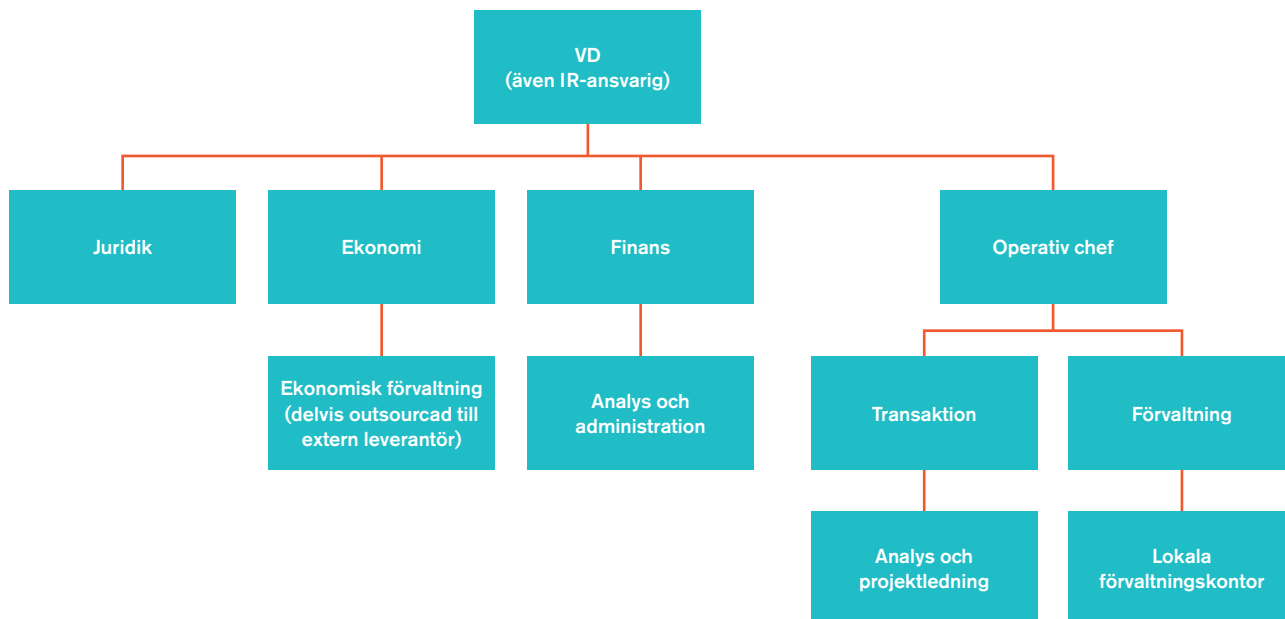 VD
(även IR-ansvarig)
Juridik
Ekonomi
Finans
Operativ chef
Ekonomisk förvaltning
(delvis outsourcad till
extern leverantör)
Analys och
administration
Transaktion
Förvaltning
Analys och
projektledning
Lokala
förvaltningskontor